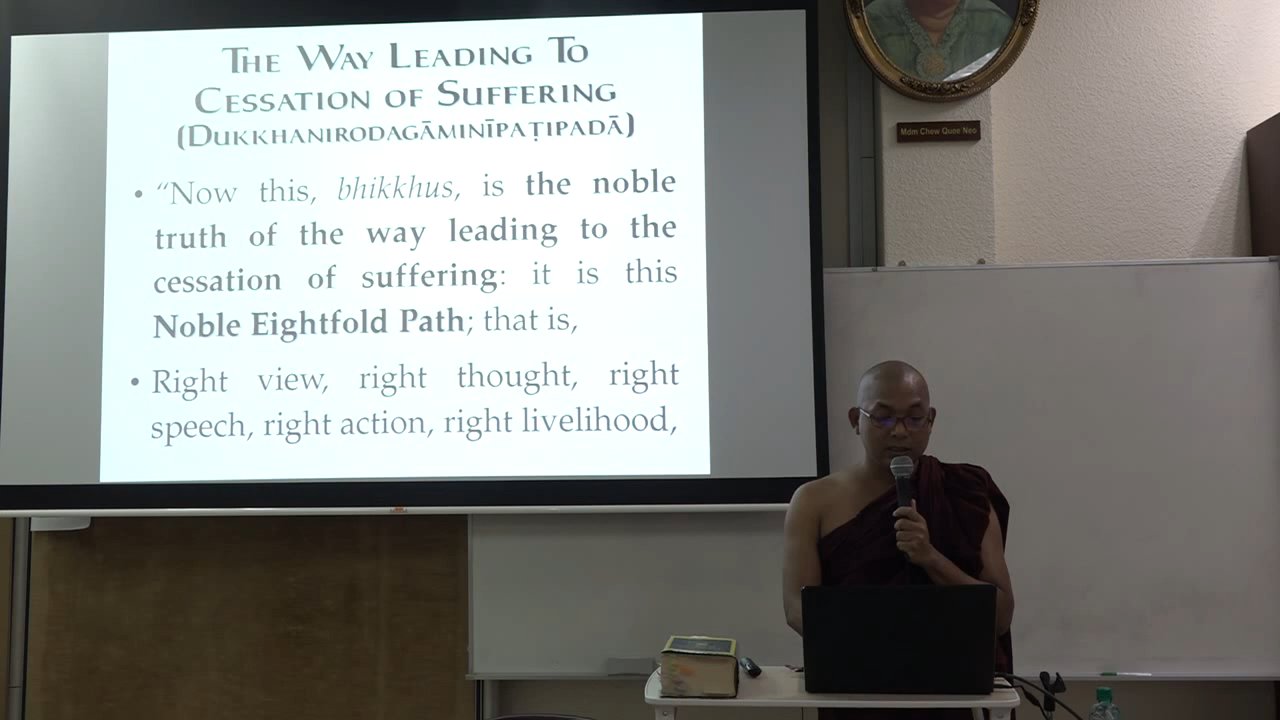 THE WAY LEADING TO
CESSATION OF SUFFERING
(DUKKHANIRODAGĀMINĪPAṬIPADĀ)
• “Now this, bhikkhus, is the noble
truth of the way leading to the
cessation of suffering: it is this
Noble Eightfold Path; that is,
• Right view, right thought, right
speech, right action, right livelihood,
Mdm Chew Quee Neo